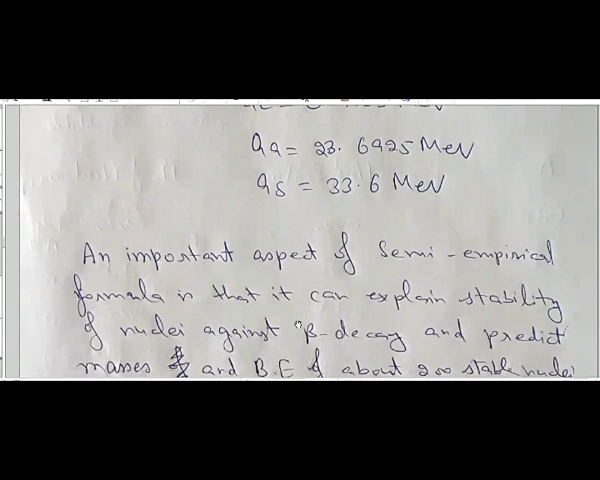 aa = 23.6925 MeV
aδ = 33.6 MeV
An important aspect of Semi-empirical
formula is that it can explain stability
of nuclei against β-decay and predict
masses and B.E of about 200 stable nuclei